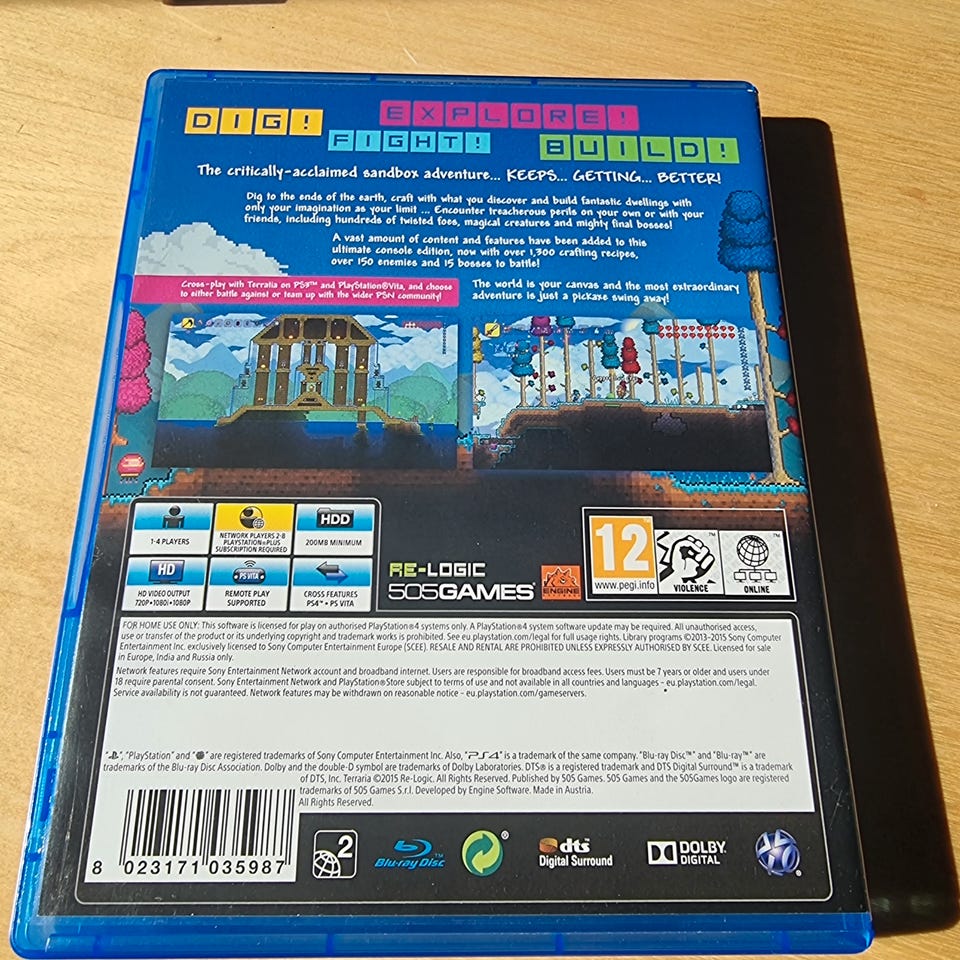 DIG! EXPLORE!
FIGHT! BUILD!
The critically-acclaimed sandbox adventure... KEEPS... GETTING... BETTER!
Dig to the ends of the earth, craft with what you discover and build fantastic dwellings with
only your imagination as your limit ... Encounter treacherous perils on your own or with your
friends, including hundreds of twisted foes, magical creatures and mighty final bosses!
A vast amount of content and features have been added to this
ultimate console edition, now with over 1,300 crafting recipes,
over 150 enemies and 15 bosses to battle!
Cross-play with Terraria on PS3™ and PlayStation®Vita, and choose
to either battle against or team up with the wider PSN community!
The world is your canvas and the most extraordinary
adventure is just a pickaxe swing away!
1-4 PLAYERS
NETWORK PLAYERS 2-8
PLAYSTATION®PLUS
SUBSCRIPTION REQUIRED
HDD
200MB MINIMUM
HD
HD VIDEO OUTPUT
720P•1080i•1080P
PS VITA
REMOTE PLAY
SUPPORTED
CROSS FEATURES
PS4™ • PS VITA
RE-LOGIC
505GAMES
ENGINE
12
www.pegi.info
VIOLENCE
ONLINE
FOR HOME USE ONLY: This software is licensed for play on authorised PlayStation®4 systems only. A PlayStation®4 system software update may be required. All unauthorised access,
use or transfer of the product or its underlying copyright and trademark works is prohibited. See eu.playstation.com/legal for full usage rights. Library programs ©2013-2015 Sony Computer
Entertainment Inc. exclusively licensed to Sony Computer Entertainment Europe (SCEE). RESALE AND RENTAL ARE PROHIBITED UNLESS EXPRESSLY AUTHORISED BY SCEE. Licensed for sale
in Europe, India and Russia only.
Network features require Sony Entertainment Network account and broadband internet. Users are responsible for broadband access fees. Users must be 7 years or older and users under
18 require parental consent. Sony Entertainment Network and PlayStation®Store subject to terms of use and not available in all countries and languages – eu.playstation.com/legal.
Service availability is not guaranteed. Network features may be withdrawn on reasonable notice – eu.playstation.com/gameservers.
" ", "PlayStation" and " " are registered trademarks of Sony Computer Entertainment Inc. Also, "PS4" is a trademark of the same company. "Blu-ray Disc™" and "Blu-ray™" are
trademarks of the Blu-ray Disc Association. Dolby and the double-D symbol are trademarks of Dolby Laboratories. DTS® is a registered trademark and DTS Digital Surround™ is a trademark
of DTS, Inc. Terraria ©2015 Re-Logic. All Rights Reserved. Published by 505 Games. 505 Games and the 505Games logo are registered
trademarks of 505 Games S.r.l. Developed by Engine Software. Made in Austria.
All Rights Reserved.
8 023171 035987
2
Blu-ray Disc™
®
dts
Digital Surround
DOLBY
DIGITAL
®